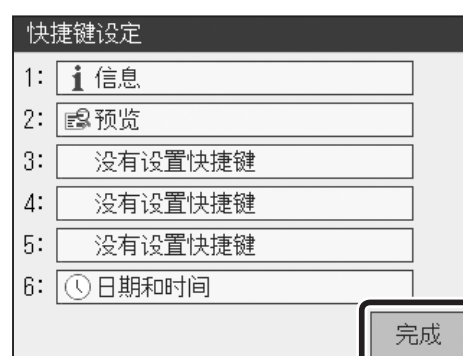 快捷键设定
1: 信息
2: 预览
3: 没有设置快捷键
4: 没有设置快捷键
5: 没有设置快捷键
6: 日期和时间
完成